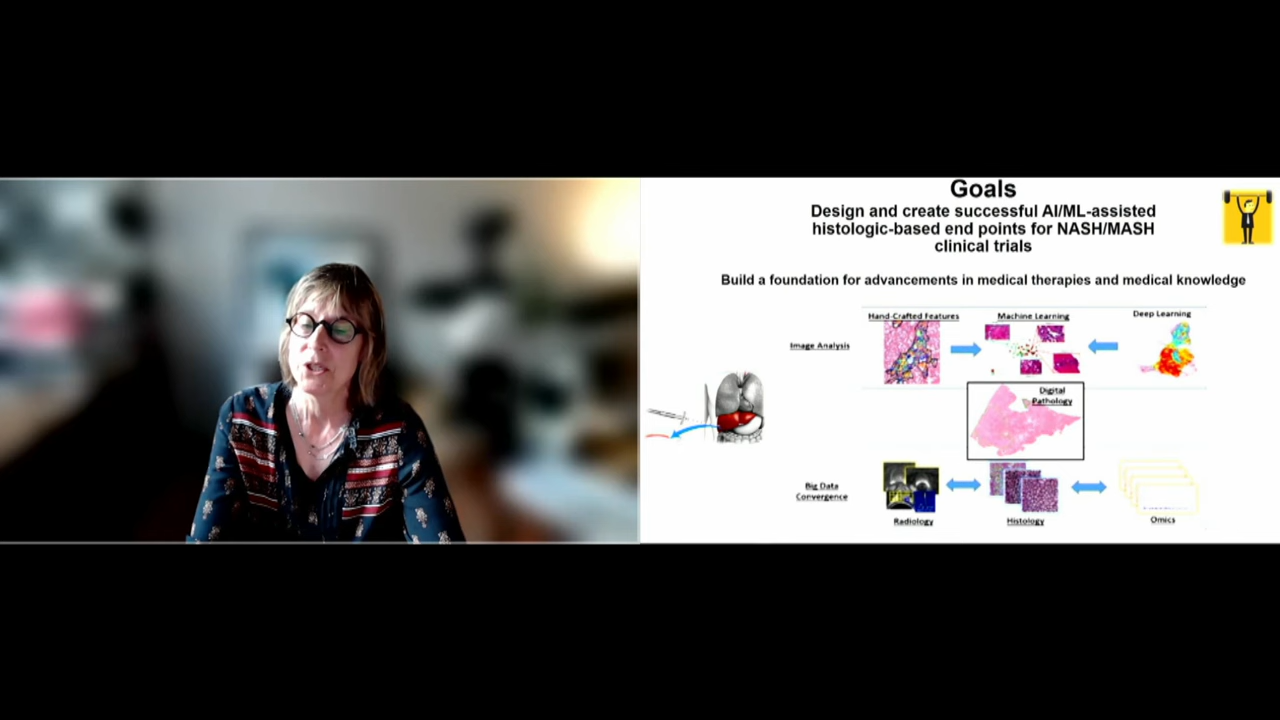 Goals
Design and create successful AI/ML-assisted
histologic-based end points for NASH/MASH
clinical trials
Build a foundation for advancements in medical therapies and medical knowledge
Hand-Crafted Features
Machine Learning
Deep Learning
Image Analysis
Digital
Pathology
Big Data
Convergence
Radiology
Histology
Omics